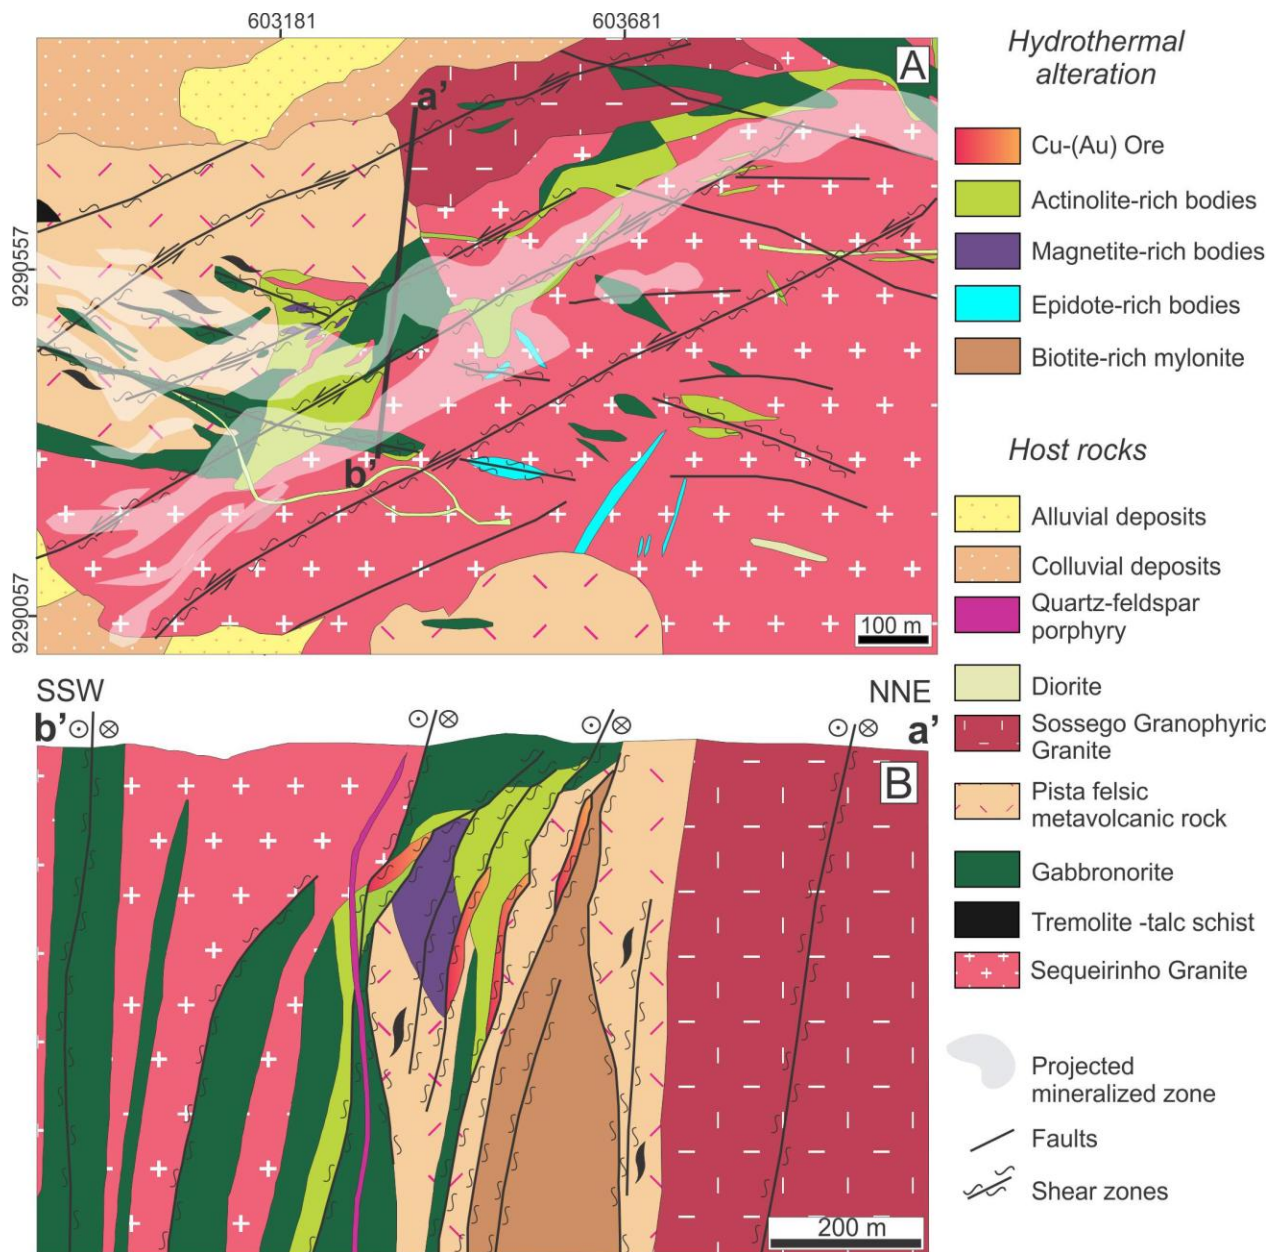 603181
603681
A
a'
9290557
b'
9290057
100 m
SSW
NNE
b'
a'
B
200 m
Hydrothermal
alteration
Cu-(Au) Ore
Actinolite-rich bodies
Magnetite-rich bodies
Epidote-rich bodies
Biotite-rich mylonite
Host rocks
Alluvial deposits
Colluvial deposits
Quartz-feldspar
porphyry
Diorite
Sossego Granophyric
Granite
Pista felsic
metavolcanic rock
Gabbronorite
Tremolite -talc schist
Sequeirinho Granite
Projected
mineralized zone
Faults
Shear zones